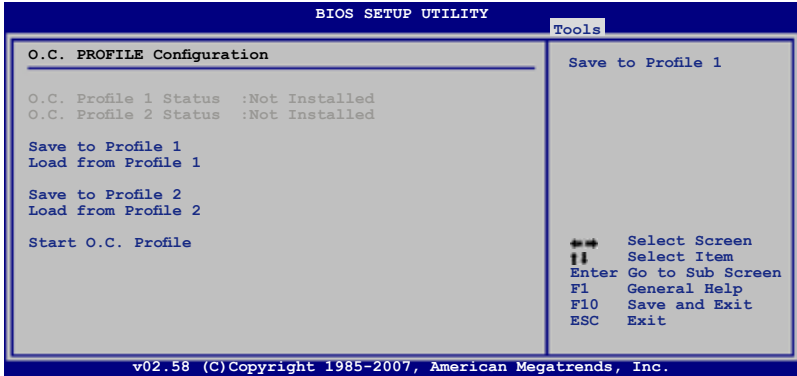 BIOS SETUP UTILITY
Tools
O.C. PROFILE Configuration
O.C. Profile 1 Status :Not Installed
O.C. Profile 2 Status :Not Installed
Save to Profile 1
Load from Profile 1
Save to Profile 2
Load from Profile 2
Start O.C. Profile
Save to Profile 1
Select Screen
Select Item
Enter Go to Sub Screen
F1 General Help
F10 Save and Exit
ESC Exit
v02.58 (C)Copyright 1985-2007, American Megatrends, Inc.